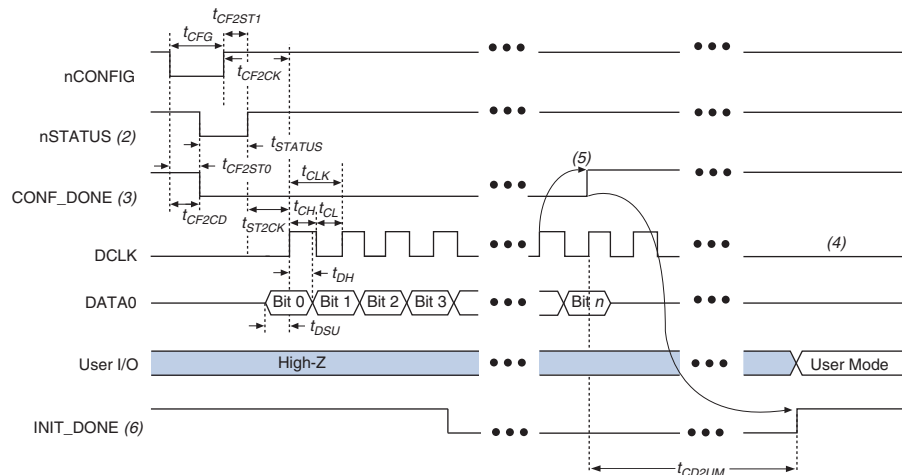 tCF2ST1
tCFG
tCF2CK
nCONFIG
nSTATUS (2)
tSTATUS
tCF2ST0
tCLK
(5)
CONF_DONE (3)
tCF2CD
tCH tCL
tST2CK
DCLK
(4)
tDH
DATA0
Bit 0 Bit 1 Bit 2 Bit 3 Bit n
tDSU
User I/O
High-Z
User Mode
INIT_DONE (6)
tCD2UM